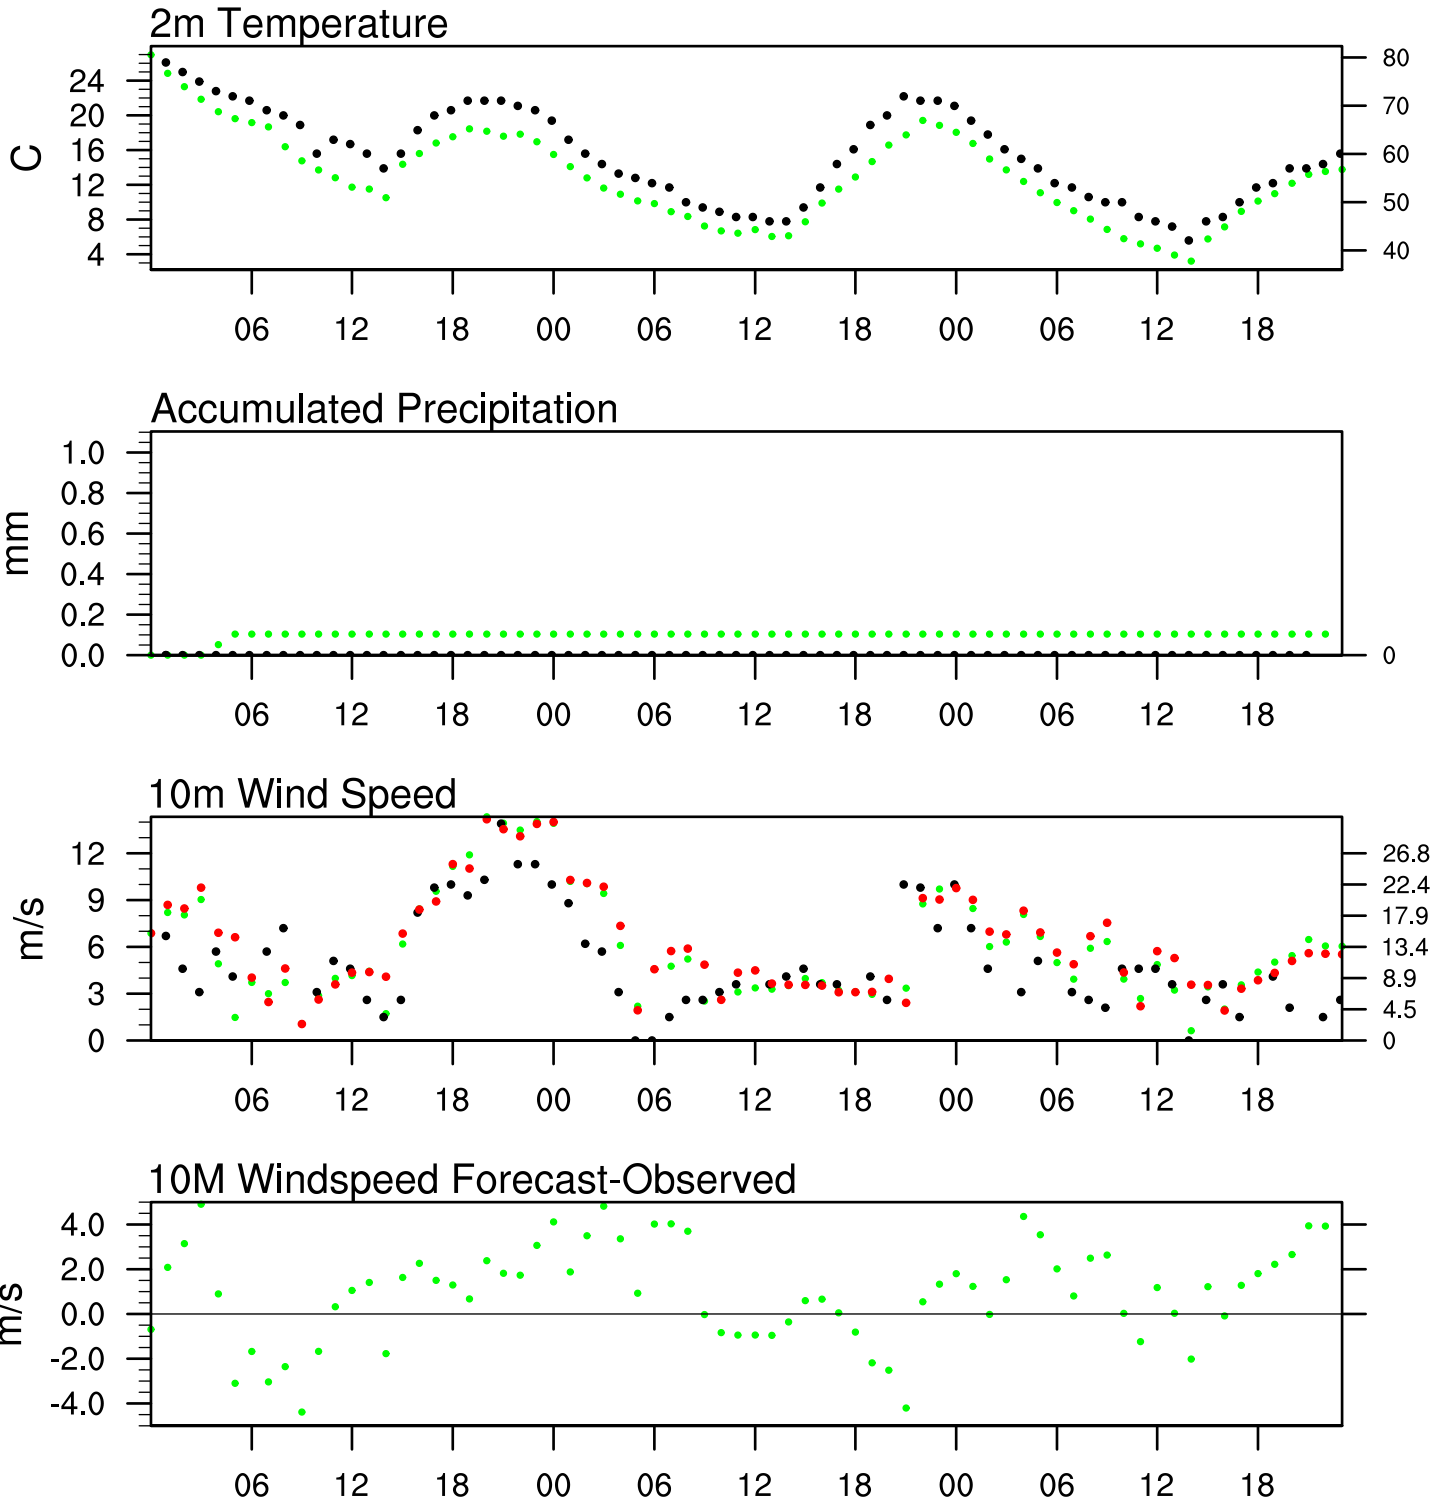 2m Temperature
C
24
20
16
12
8
4
80
70
60
50
40
06 12 18 00 06 12 18 00 06 12 18
Accumulated Precipitation
mm
1.0
0.8
0.6
0.4
0.2
0.0
0
06 12 18 00 06 12 18 00 06 12 18
10m Wind Speed
m/s
12
9
6
3
0
26.8
22.4
17.9
13.4
8.9
4.5
0
06 12 18 00 06 12 18 00 06 12 18
10M Windspeed Forecast-Observed
m/s
4.0
2.0
0.0
-2.0
-4.0
06 12 18 00 06 12 18 00 06 12 18